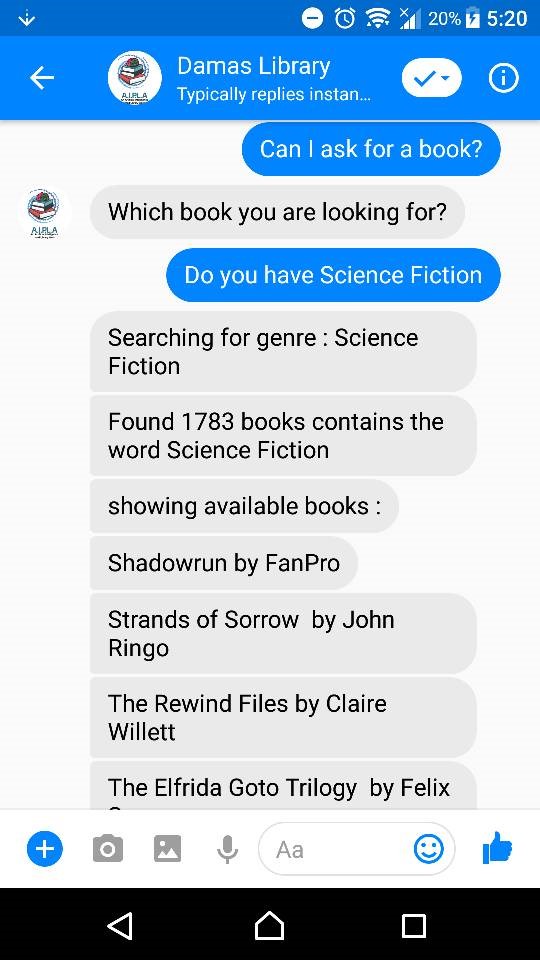 20% 5:20
Damas Library
Typically replies instan...
Can I ask for a book?
A.I.P.L.A
Which book you are looking for?
Do you have Science Fiction
Searching for genre : Science
Fiction
Found 1783 books contains the
word Science Fiction
showing available books :
Shadowrun by FanPro
Strands of Sorrow by John
Ringo
The Rewind Files by Claire
Willett
The Elfrida Goto Trilogy by Felix
Aa